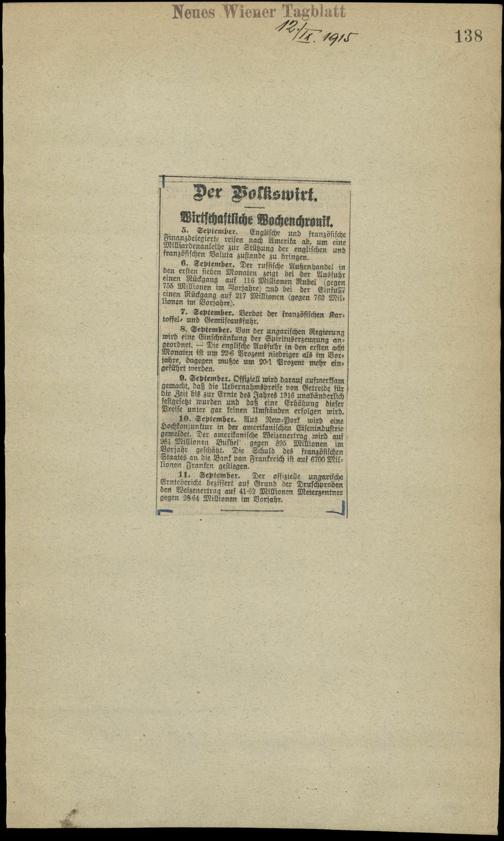 Neues Wiener Tagblatt
12/IX. 1915
138
Der Volkswirt.
Wirtschaftliche Wochenchronik.
5. September. Englische und französische
Finanzdelegierte reisen nach Amerika ab, um eine
Milliardenanleihe zur Stützung der englischen und
französischen Valuta zustande zu bringen.
6. September. Der russische Außenhandel in
den ersten sieben Monaten zeigt bei der Ausfuhr
einen Rückgang auf 116 Millionen Rubel (gegen
755 Millionen im Vorjahre) und bei der Einfuhr
einen Rückgang auf 217 Millionen (gegen 762 Mil-
lionen im Vorjahre).
7. September. Verbot der französischen Kar-
toffel- und Gemüseausfuhr.
8. September. Von der ungarischen Regierung
wird eine Einschränkung der Spirituserzeugung an-
geordnet. — Die englische Ausfuhr in den ersten acht
Monaten ist um Prozent niedriger als im Vor-
jahre, dagegen mußte um Prozent mehr ein-
geführt werden.
9. September. Offiziell wird darauf aufmerksam
gemacht, daß die Uebernahmspreise von Getreide für
die Zeit bis zur Ernte des Jahres 1916 unabänderlich
festgesetzt wurden und daß eine Erhöhung dieser
Preise unter gar keinen Umständen erfolgen wird.
10. September. Aus New-York wird eine
Hochkonjunktur in der amerikanischen Eisenindustrie
gemeldet. Der amerikanische Weizenertrag wird auf
981 Millionen Bushel gegen 895 Millionen im
Vorjahr geschätzt. Die Schuld des französischen
Staates an die Bank von Frankreich ist auf 6700 Mil-
lionen Franken gestiegen.
11. September. Der offizielle ungarische
Erntebericht beziffert auf Grund der Druschproben
den Weizenertrag auf Millionen Meterzentner
gegen 28·64 Millionen im Vorjahr.